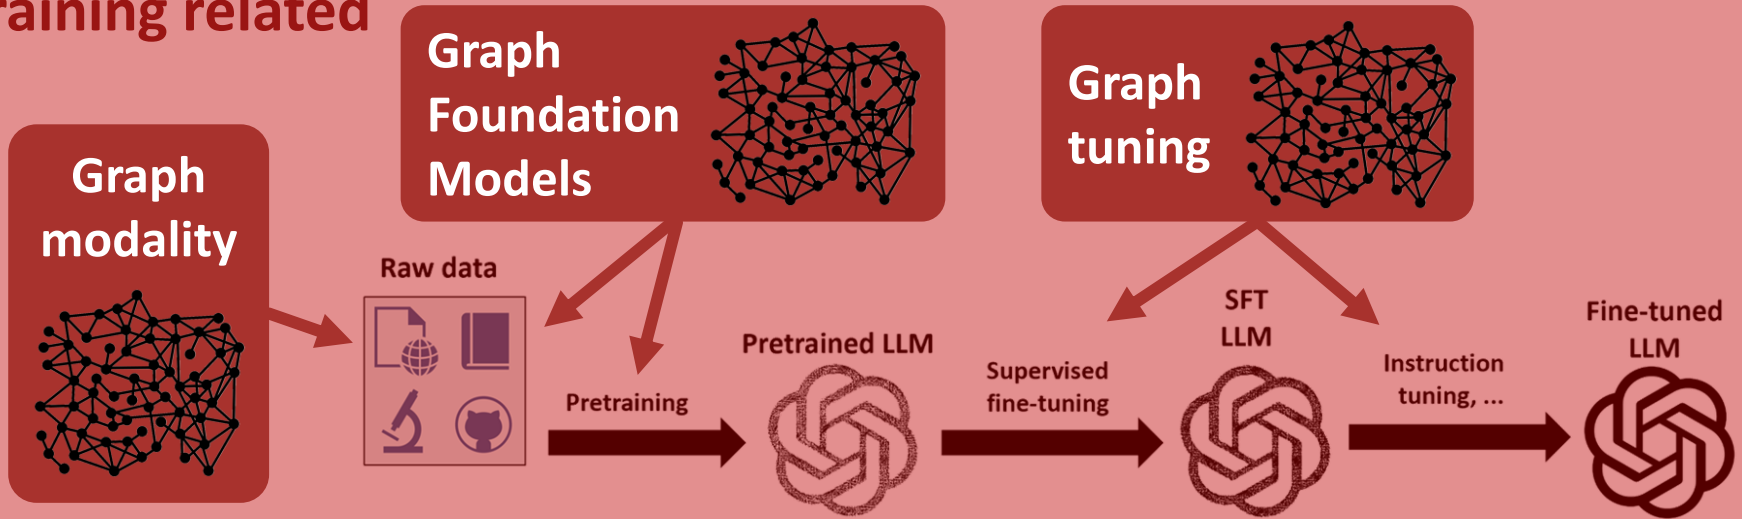 raining related
Graph
Foundation
Models
Graph
tuning
Graph
modality
Raw data
Pretraining
Pretrained LLM
Supervised
fine-tuning
SFT
LLM
Instruction
tuning, ...
Fine-tuned
LLM